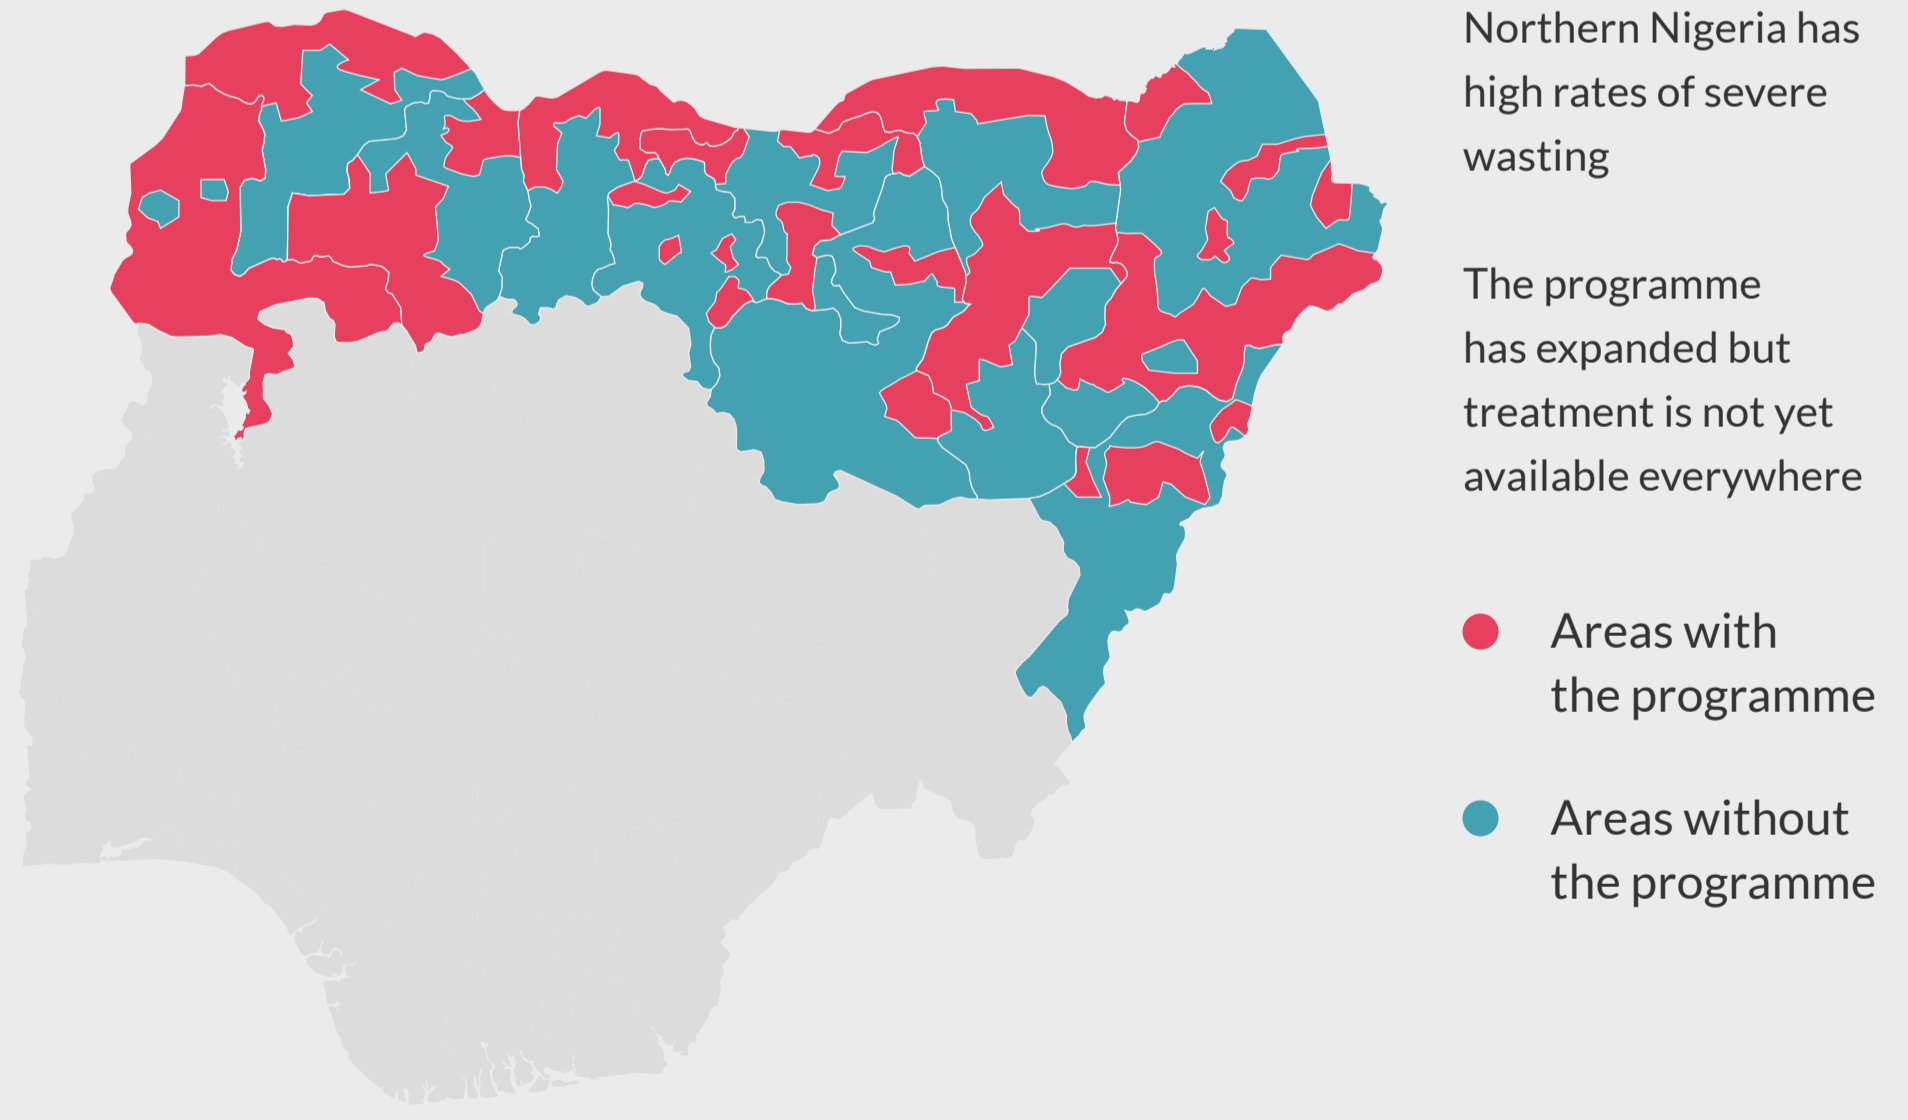 Northern Nigeria has
high rates of severe
wasting
The programme
has expanded but
treatment is not yet
available everywhere
Areas with
the programme
Areas without
the programme